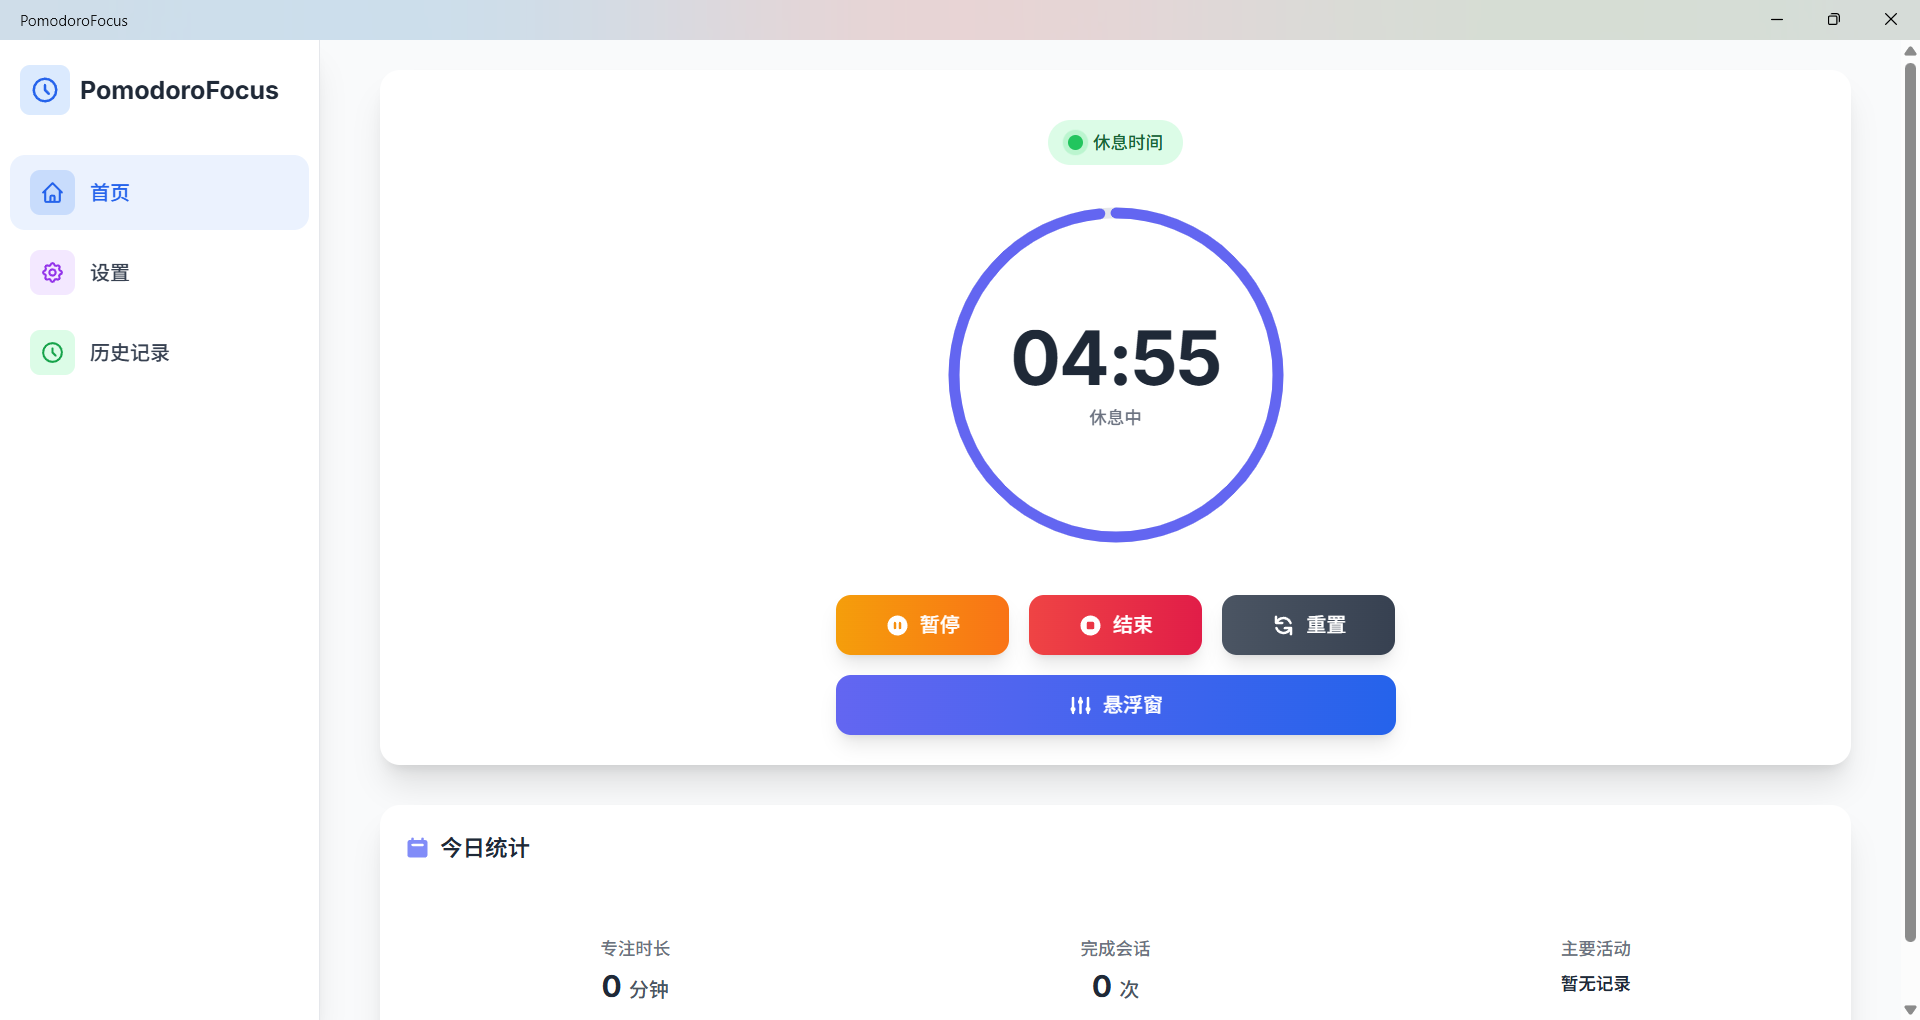 PomodoroFocus
PomodoroFocus
首页
设置
历史记录
休息时间
04:55
休息中
暂停
结束
重置
悬浮窗
今日统计
专注时长
0 分钟
完成会话
0 次
主要活动
暂无记录